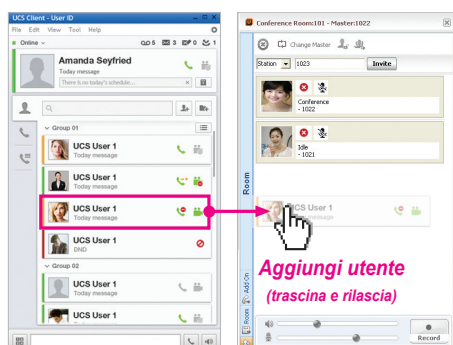 UCS Client - User ID
File Edit View Tool Help
Online
5 3 0 1
Amanda Seyfried
Today message
There is no today's schedule...
Group 01
UCS User 1
Today message
UCS User 1
Today message
UCS User 1
Today message
UCS User 1
DND
Group 02
UCS User 1
Today message
UCS User 1
Today message
Conference Room:101 - Master:1022
Change Master
Station 1023 Invite
Conference
- 1022
Idle
- 1021
Room
UCS User 1
message
Aggiungi utente
(trascina e rilascia)
Add On
Room
Record